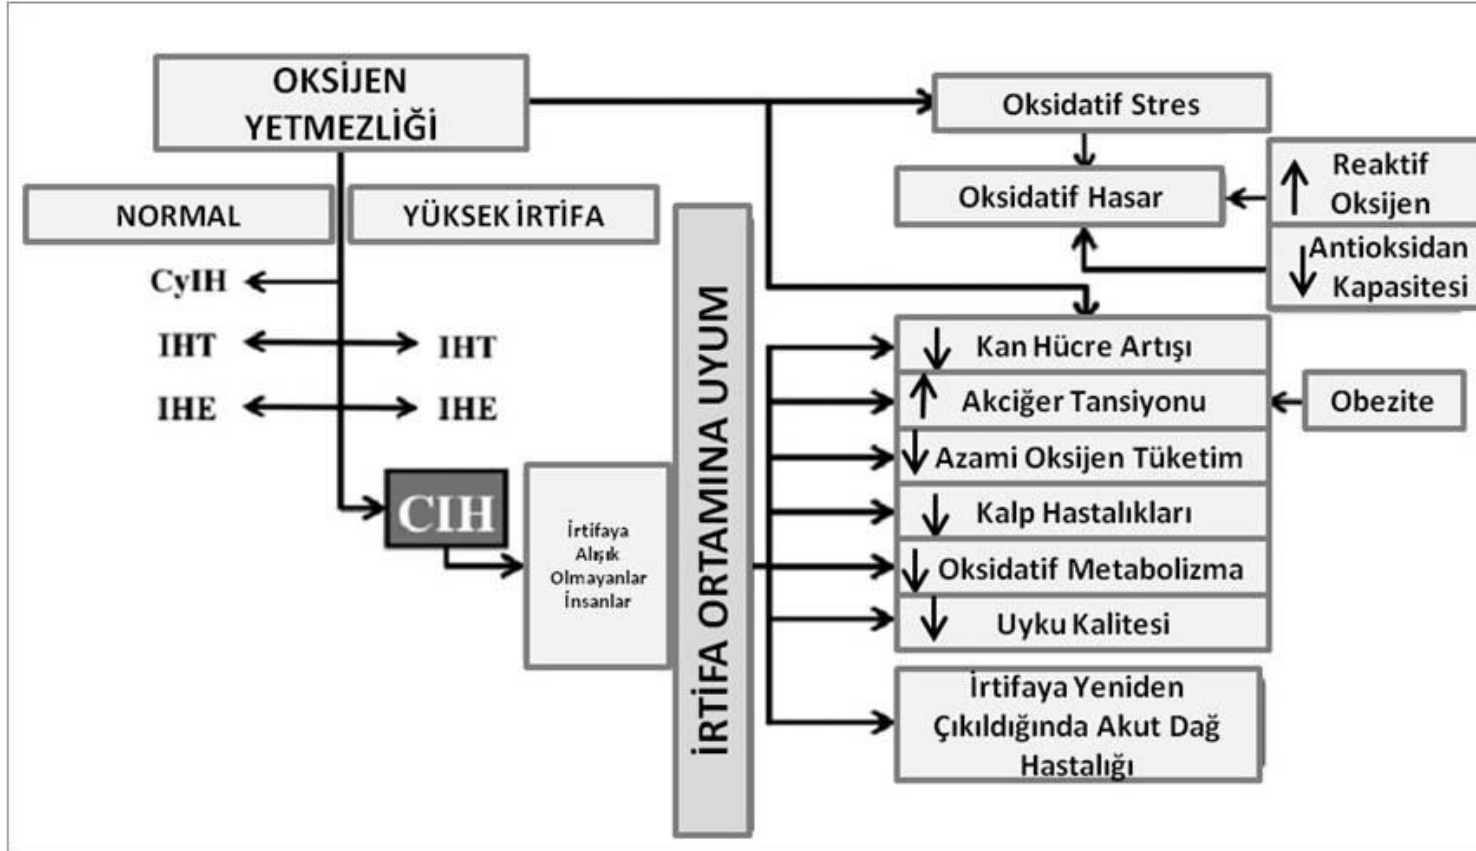 OKSİJEN
YETMEZLİĞİ
NORMAL
YÜKSEK İRTİFA
CyIH
IHT
IHT
IHE
IHE
CIH
İrtifaya
Alışık
Olmayanlar
İnsanlar
İRTİFA ORTAMINA UYUM
Oksidatif Stres
Oksidatif Hasar
Reaktif
Oksijen
Antioksidan
Kapasitesi
Kan Hücre Artışı
Akciğer Tansiyonu
Obezite
Azami Oksijen Tüketim
Kalp Hastalıkları
Oksidatif Metabolizma
Uyku Kalitesi
İrtifaya Yeniden
Çıkıldığında Akut Dağ
Hastalığı